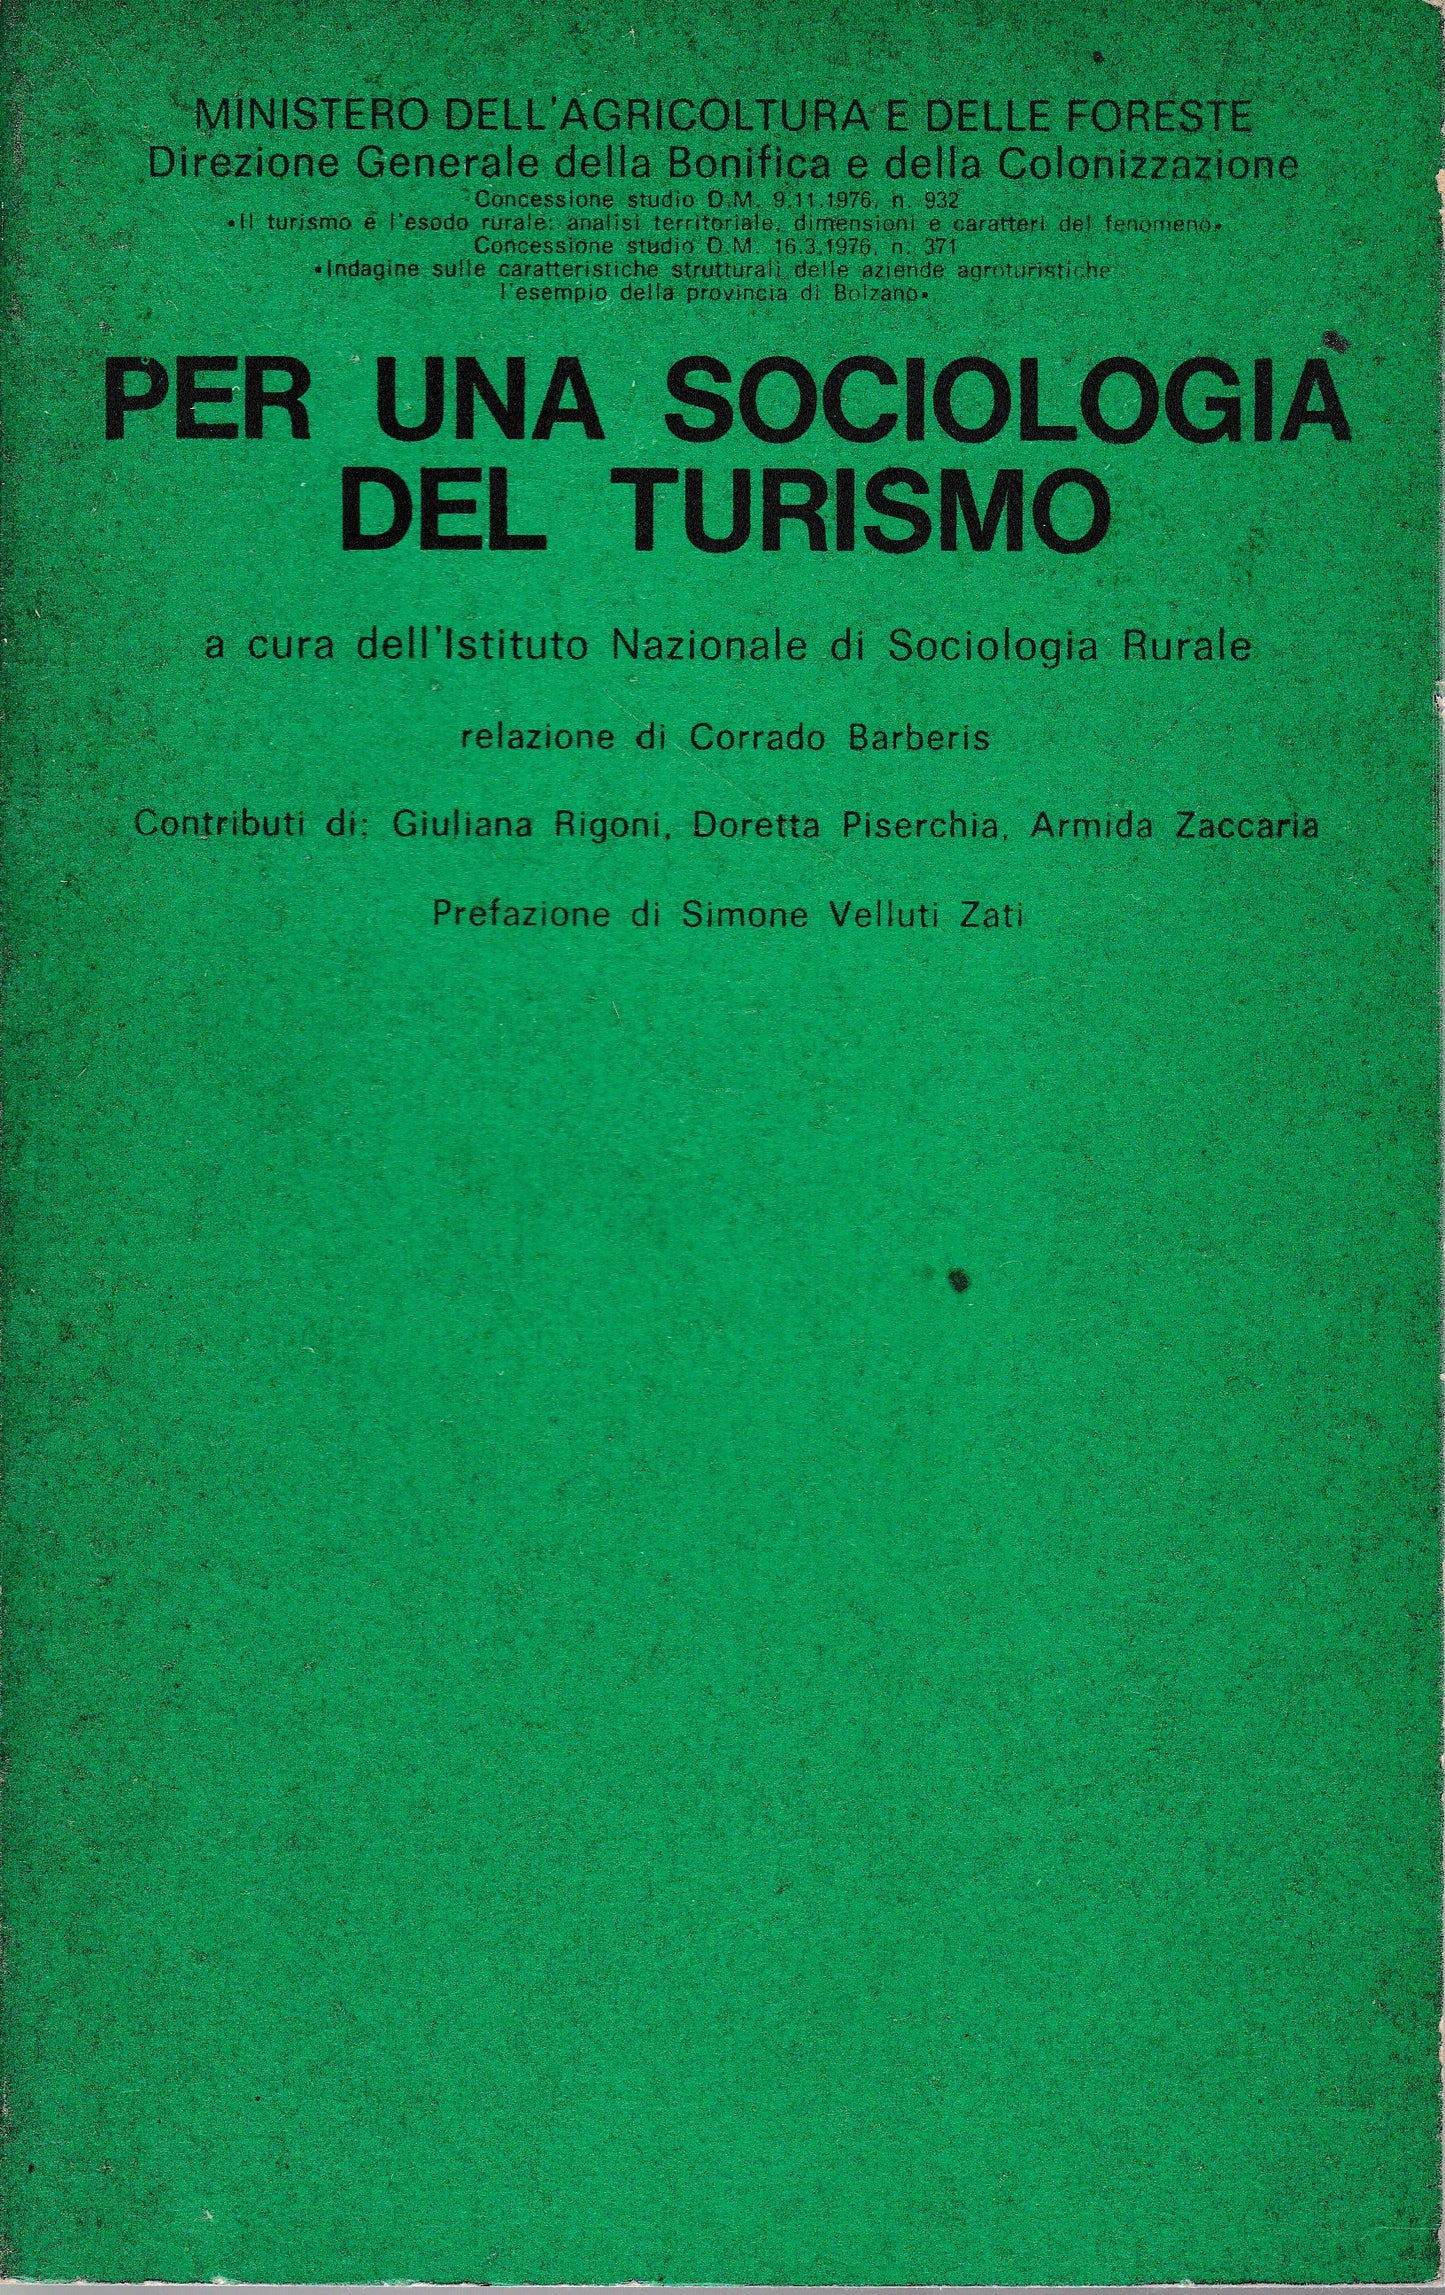 MINISTERO DELL'AGRICOLTURA E DELLE FORESTE
Direzione Generale della Bonifica e della Colonizzazione
Concessione studio D.M. 9.11.1976, n. 932
«Il turismo e l'esodo rurale: analisi territoriale, dimensioni e caratteri del fenomeno»
Concessione studio D.M. 16.3.1976, n. 371
«Indagine sulle caratteristiche strutturali delle aziende agroturistiche:
l'esempio della provincia di Bolzano»
PER UNA SOCIOLOGIA
DEL TURISMO
a cura dell'Istituto Nazionale di Sociologia Rurale
relazione di Corrado Barberis
Contributi di: Giuliana Rigoni, Doretta Piserchia, Armida Zaccaria
Prefazione di Simone Velluti Zati